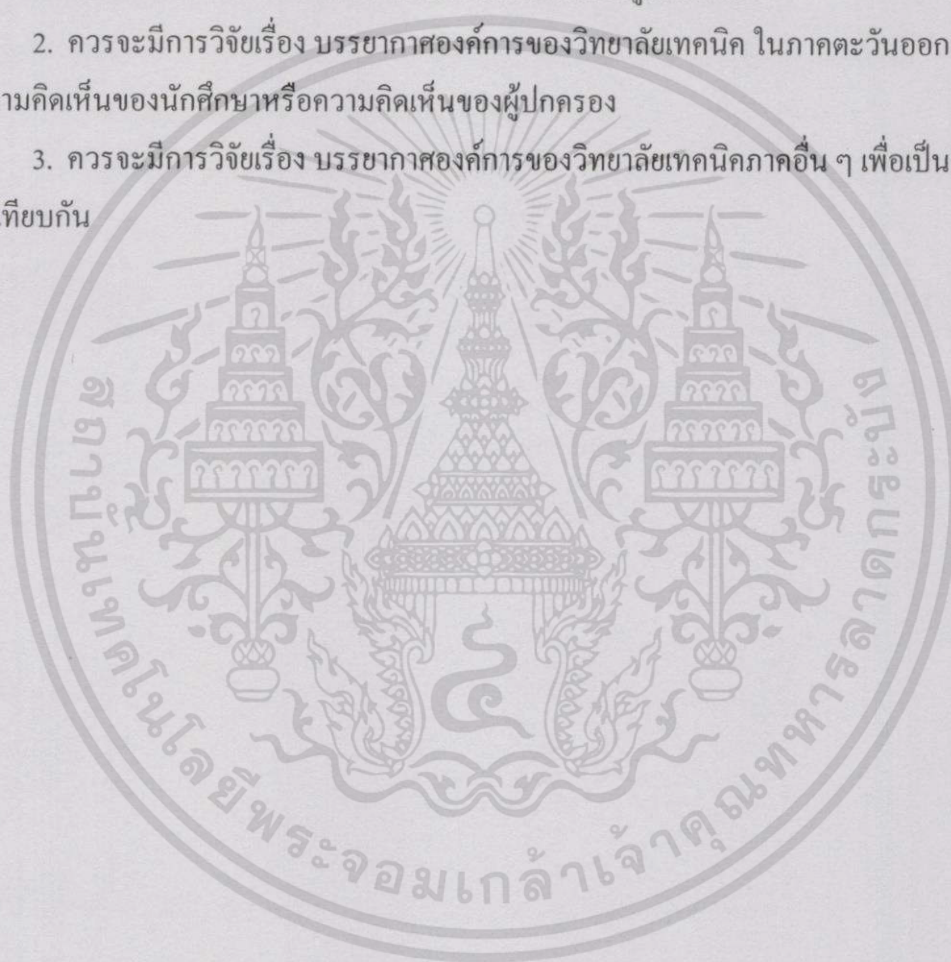 2. ควรจะมีการวิจัยเรื่อง บรรยากาศองค์การของวิทยาลัยเทคนิค ในภาคตะวันออก
ามคิดเห็นของนักศึกษาหรือความคิดเห็นของผู้ปกครอง
3. ควรจะมีการวิจัยเรื่อง บรรยากาศองค์การของวิทยาลัยเทคนิคภาคอื่น ๆ เพื่อเป็น
เทียบกัน
สถาบันเทคโนโลยีพระจอมเกล้าเจ้าคุณทหารลาดกระบัง
๔